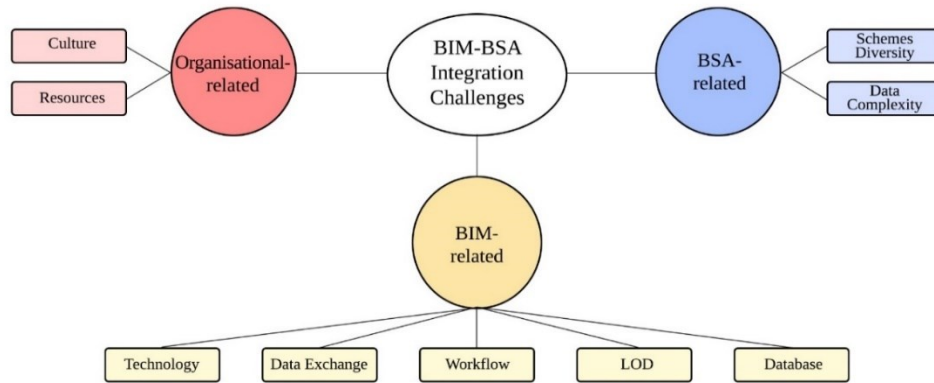 Culture
Resources
Organisational-
related
BIM-BSA
Integration
Challenges
BSA-
related
Schemes
Diversity
Data
Complexity
BIM-
related
Technology
Data Exchange
Workflow
LOD
Database